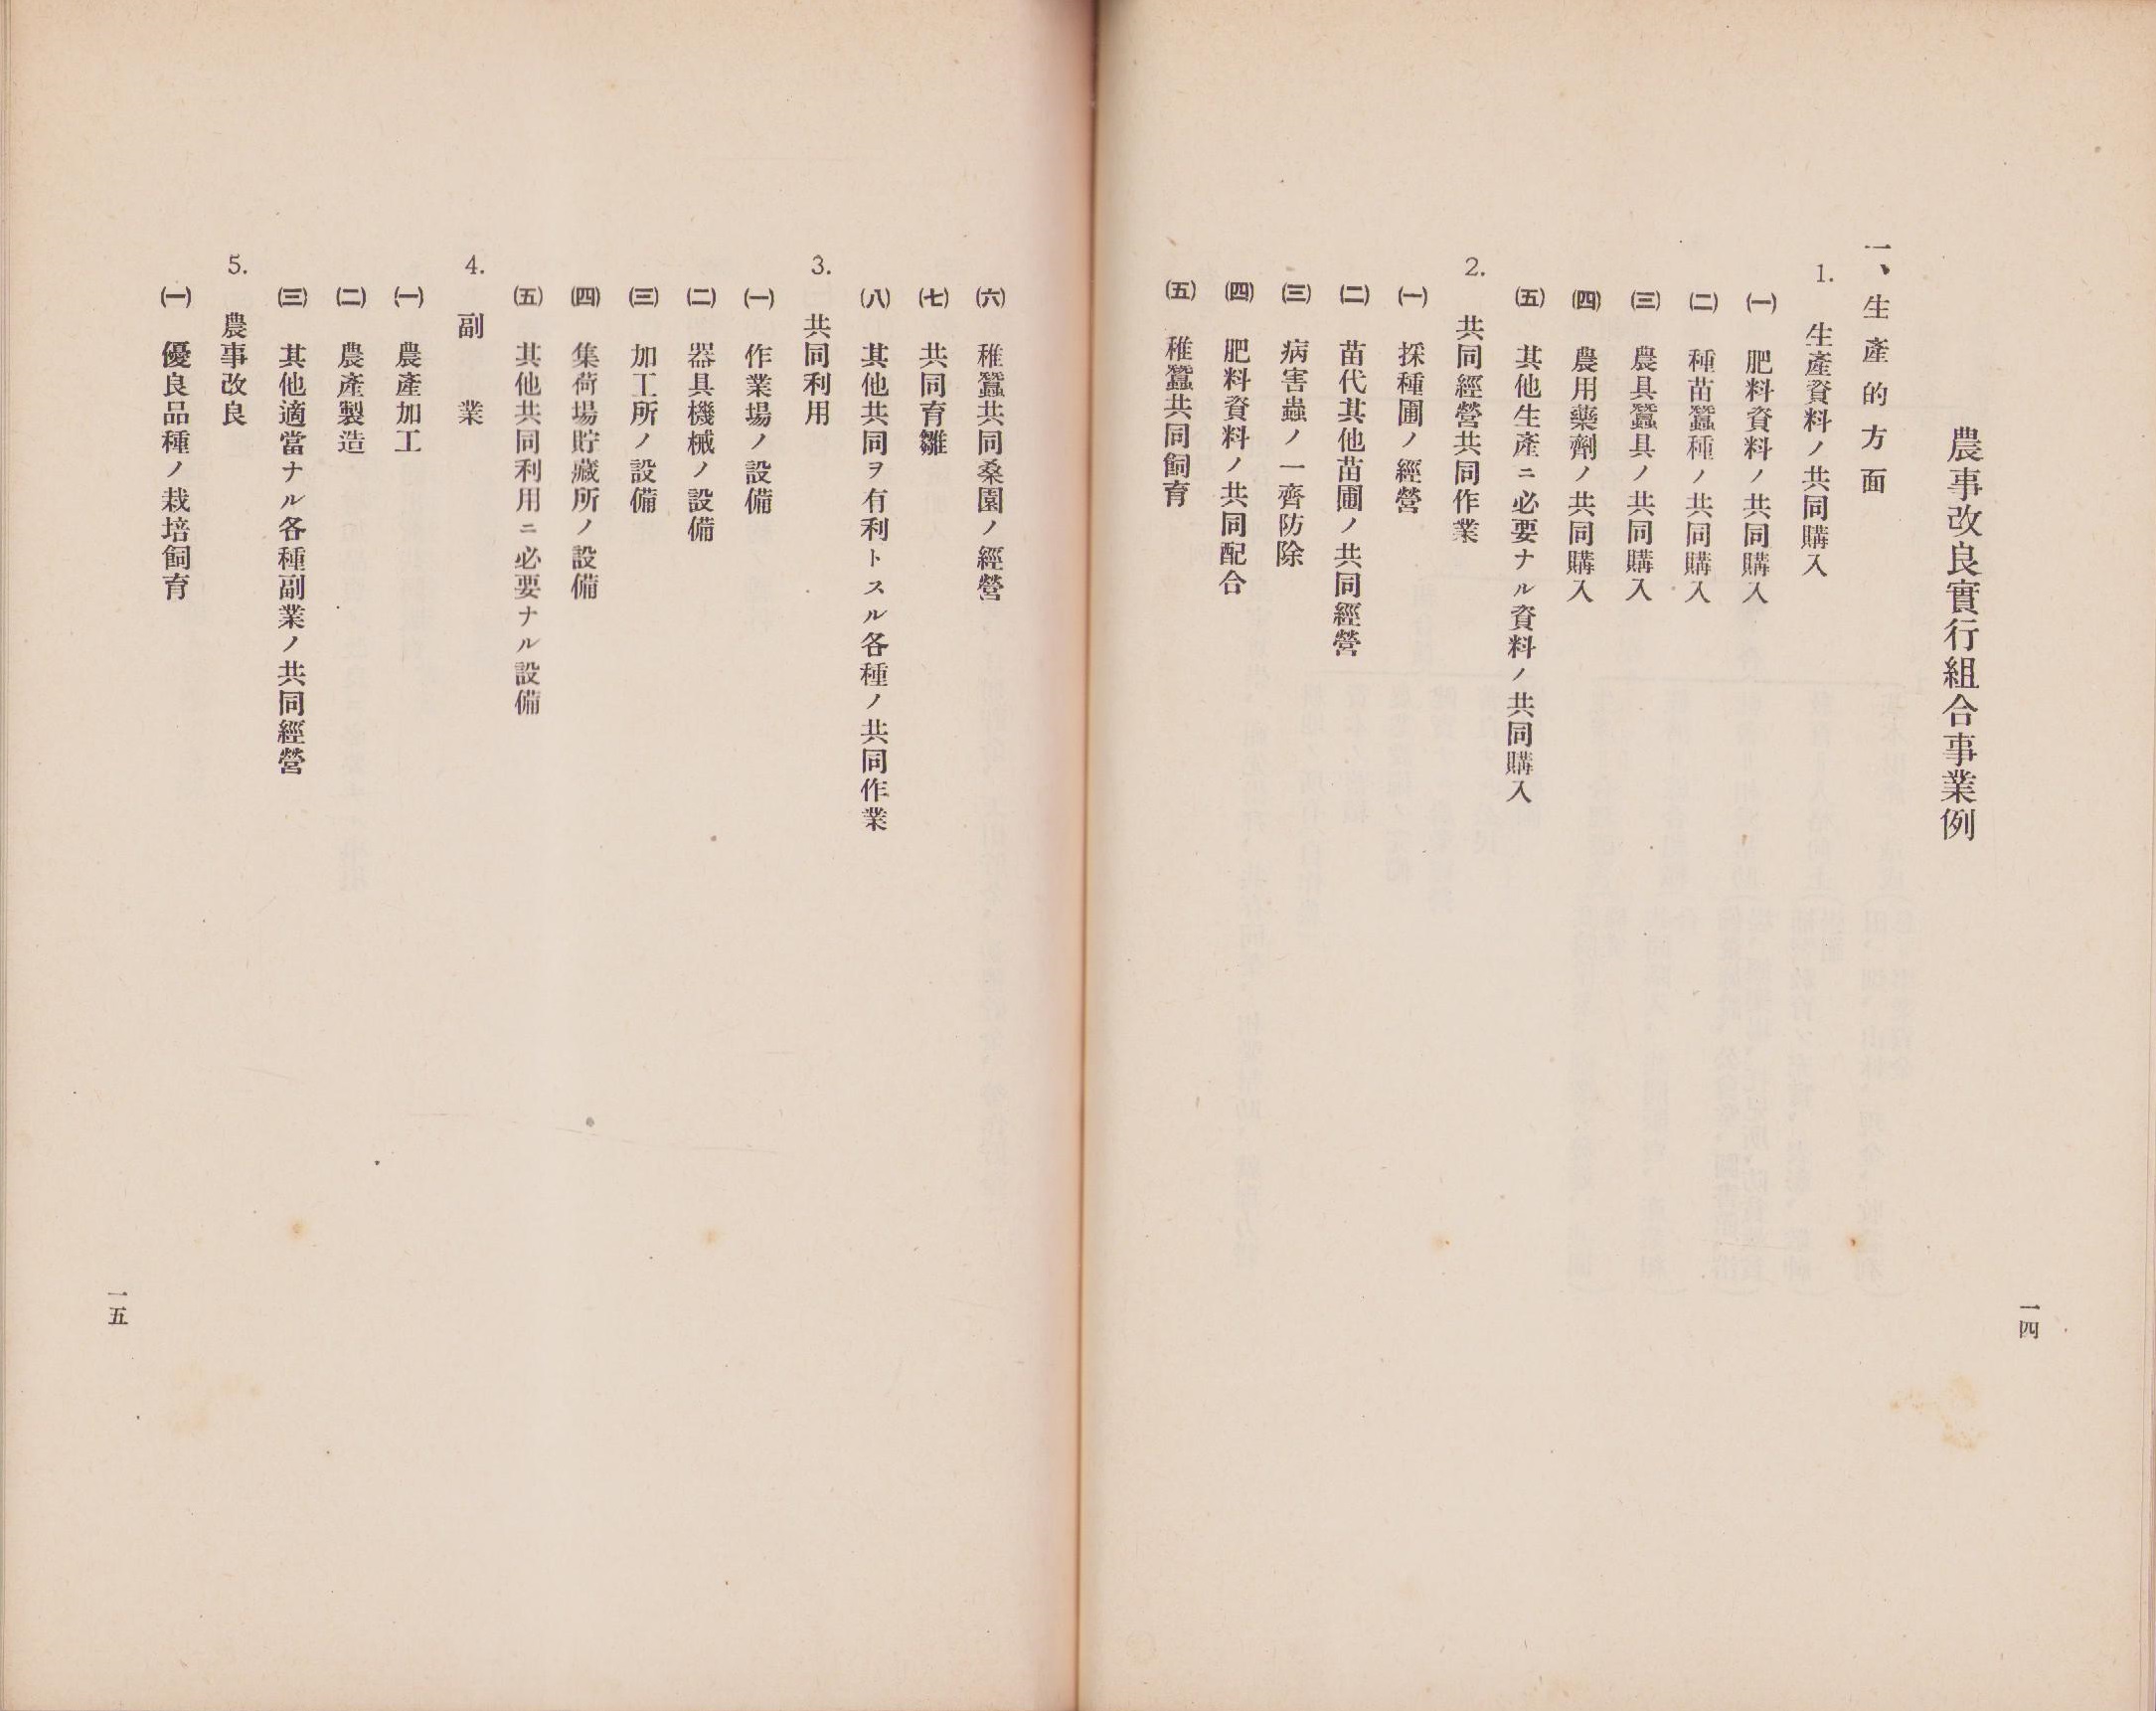 農事改良實行組合事業例
一、生產的方面
1. 生產資料ノ共同購入
㈠ 肥料資料ノ共同購入
㈡ 種苗蠶種ノ共同購入
㈢ 農具蠶具ノ共同購入
㈣ 農用藥劑ノ共同購入
㈤ 其他生產ニ必要ナル資料ノ共同購入
2. 共同經營共同作業
㈠ 採種圃ノ經營
㈡ 苗代其他苗圃ノ共同經營
㈢ 病害蟲ノ一齊防除
㈣ 肥料資料ノ共同配合
㈤ 稚蠶共同飼育
一四
㈥ 稚蠶共同桑園ノ經營
㈦ 共同育雛
㈧ 其他共同ヲ有利トスル各種ノ共同作業
3. 共同利用
㈠ 作業場ノ設備
㈡ 器具機械ノ設備
㈢ 加工所ノ設備
㈣ 集荷場貯藏所ノ設備
㈤ 其他共同利用ニ必要ナル設備
4. 副業
㈠ 農產加工
㈡ 農產製造
㈢ 其他適當ナル各種副業ノ共同經營
5. 農事改良
㈠ 優良品種ノ栽培飼育
一五